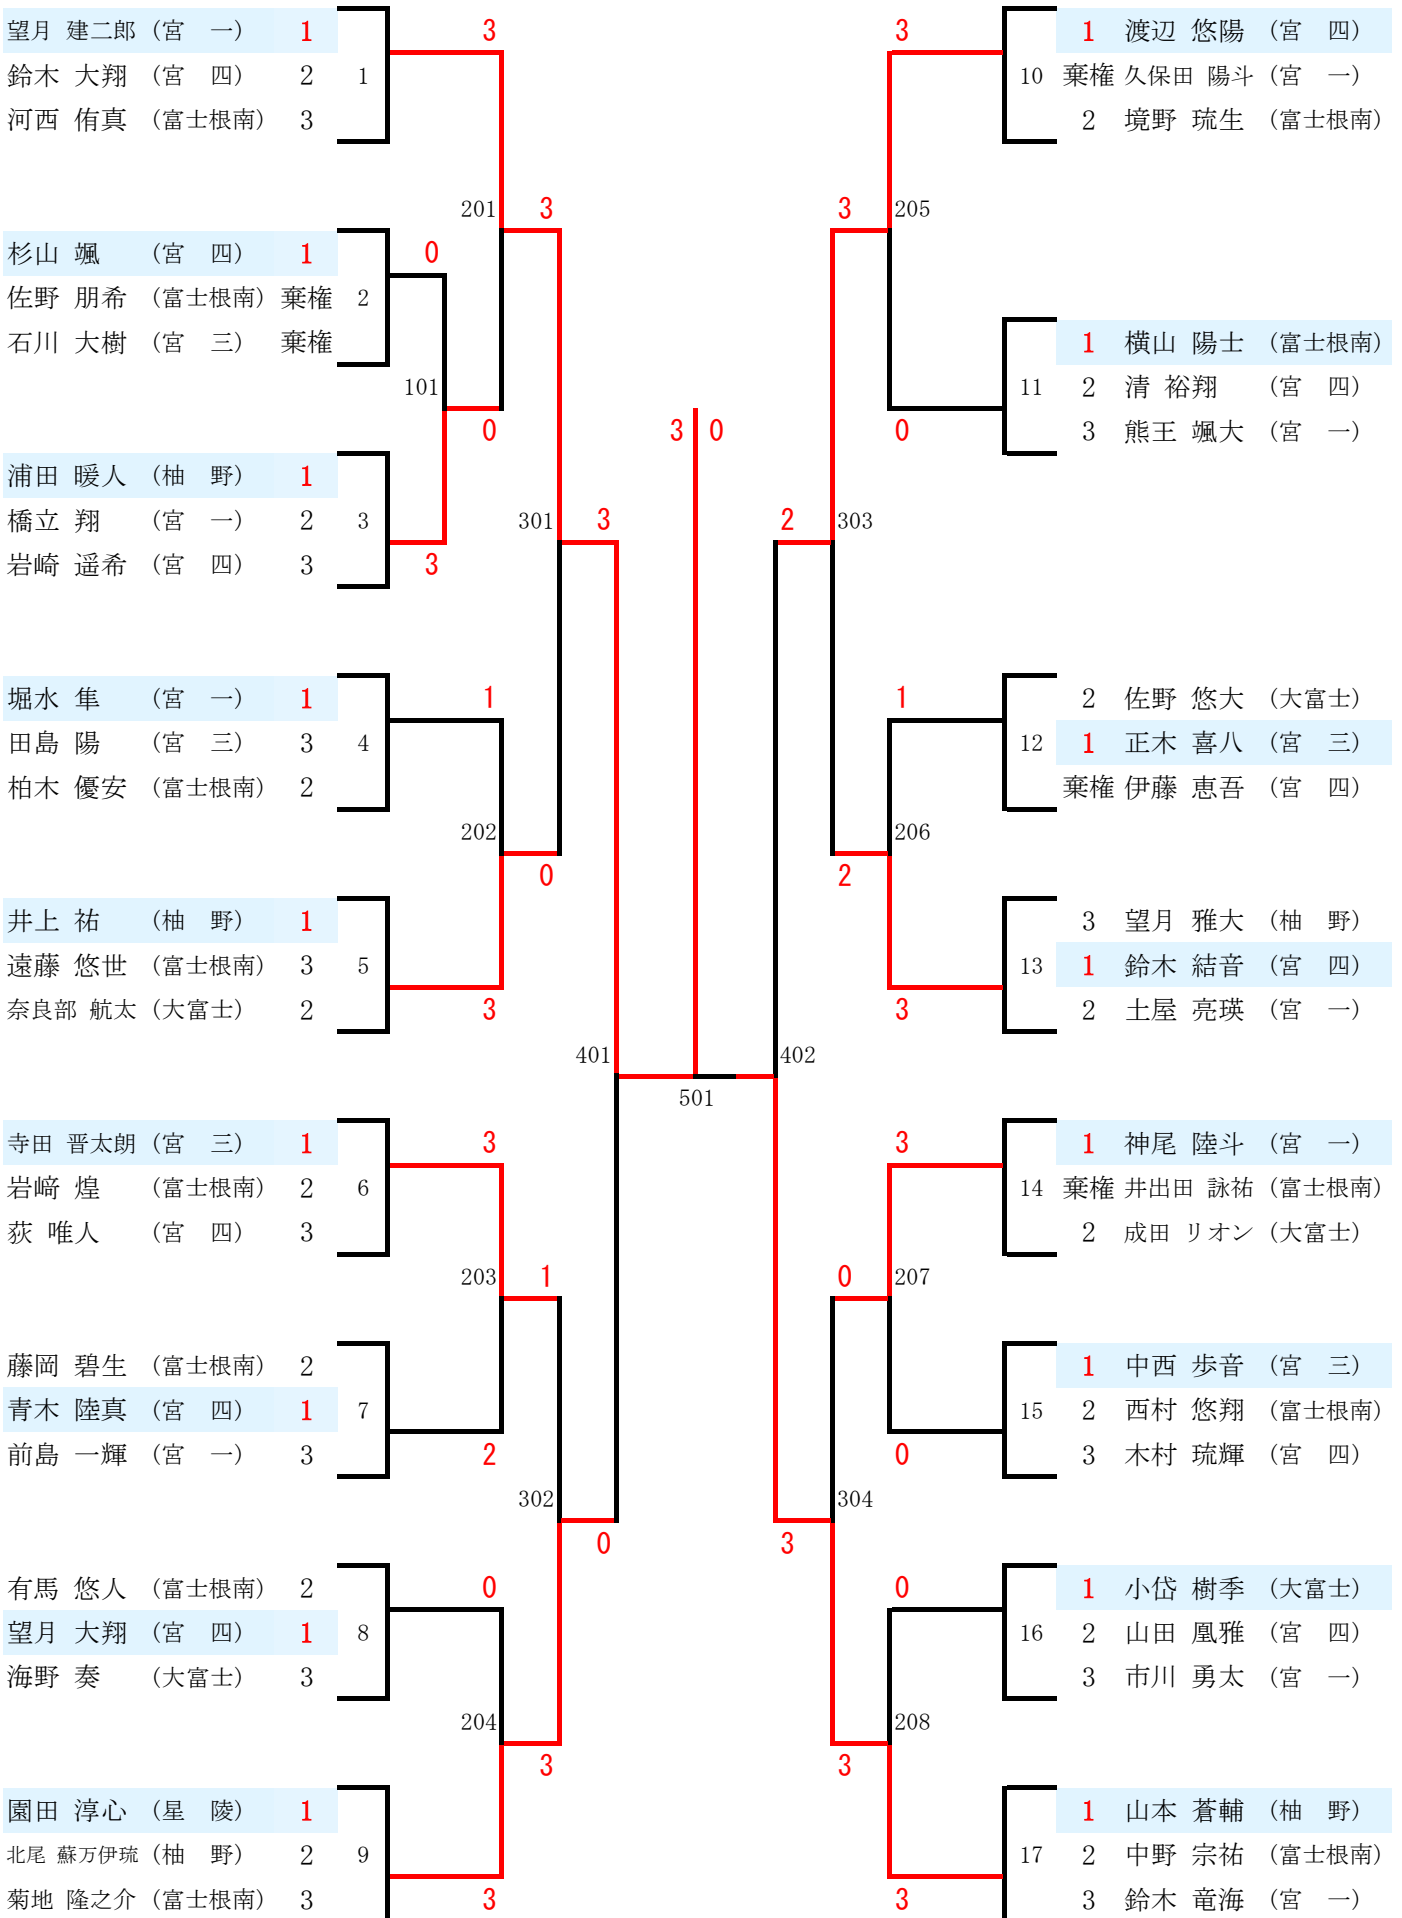 望月 建二郎 (宮 一) 1
鈴木 大翔 (宮 四) 2
河西 侑真 (富士根南) 3
1
3
杉山 颯 (宮 四) 1
佐野 朋希 (富士根南) 棄権
石川 大樹 (宮 三) 棄権
2
0
201
3
101
0
浦田 暖人 (柚 野) 1
橋立 翔 (宮 一) 2
岩崎 遥希 (宮 四) 3
3
3
301
3
堀水 隼 (宮 一) 1
田島 陽 (宮 三) 3
柏木 優安 (富士根南) 2
4
1
202
0
井上 祐 (柚 野) 1
遠藤 悠世 (富士根南) 3
奈良部 航太 (大富士) 2
5
3
401
寺田 晋太朗 (宮 三) 1
岩﨑 煌 (富士根南) 2
荻 唯人 (宮 四) 3
6
3
203
1
藤岡 碧生 (富士根南) 2
青木 陸真 (宮 四) 1
前島 一輝 (宮 一) 3
7
2
302
0
有馬 悠人 (富士根南) 2
望月 大翔 (宮 四) 1
海野 奏 (大富士) 3
8
0
204
3
園田 淳心 (星 陵) 1
北尾 蘇万伊琉 (柚 野) 2
菊地 隆之介 (富士根南) 3
9
3
3 0
501
3
10
1 渡辺 悠陽 (宮 四)
棄権 久保田 陽斗 (宮 一)
2 境野 琉生 (富士根南)
3
205
11
1 横山 陽士 (富士根南)
2 清 裕翔 (宮 四)
3 熊王 颯大 (宮 一)
0
2
303
1
12
2 佐野 悠大 (大富士)
1 正木 喜八 (宮 三)
棄権 伊藤 恵吾 (宮 四)
206
2
13
3 望月 雅大 (柚 野)
1 鈴木 結音 (宮 四)
2 土屋 亮瑛 (宮 一)
3
402
3
14
1 神尾 陸斗 (宮 一)
棄権 井出田 詠祐 (富士根南)
2 成田 リオン (大富士)
0
207
15
1 中西 歩音 (宮 三)
2 西村 悠翔 (富士根南)
3 木村 琉輝 (宮 四)
0
304
3
0
16
1 小岱 樹季 (大富士)
2 山田 凰雅 (宮 四)
3 市川 勇太 (宮 一)
208
3
17
1 山本 蒼輔 (柚 野)
2 中野 宗祐 (富士根南)
3 鈴木 竜海 (宮 一)
3